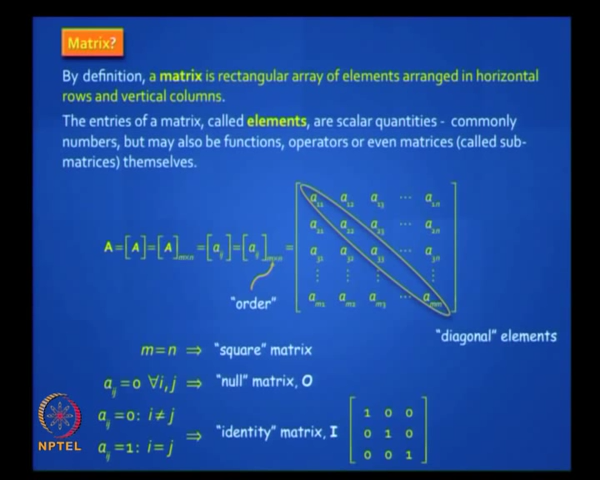 Matrix?
By definition, a matrix is rectangular array of elements arranged in horizontal
rows and vertical columns.
The entries of a matrix, called elements, are scalar quantities - commonly
numbers, but may also be functions, operators or even matrices (called sub-
matrices) themselves.
A = [A] = [A]m×n = [aij] = [aij]m×n =
a11 a12 a13 ⋯ a1n
a21 a22 a23 ⋯ a2n
a31 a32 a33 ⋯ a3n
⋮ ⋮ ⋮ ⋮
am1 am2 am3 ⋯ amn
"order"
"diagonal" elements
m=n ⇒ "square" matrix
aij =0 ∀i,j ⇒ "null" matrix, O
aij =0: i≠j
aij =1: i=j
⇒ "identity" matrix, I
1 0 0
0 1 0
0 0 1
NPTEL